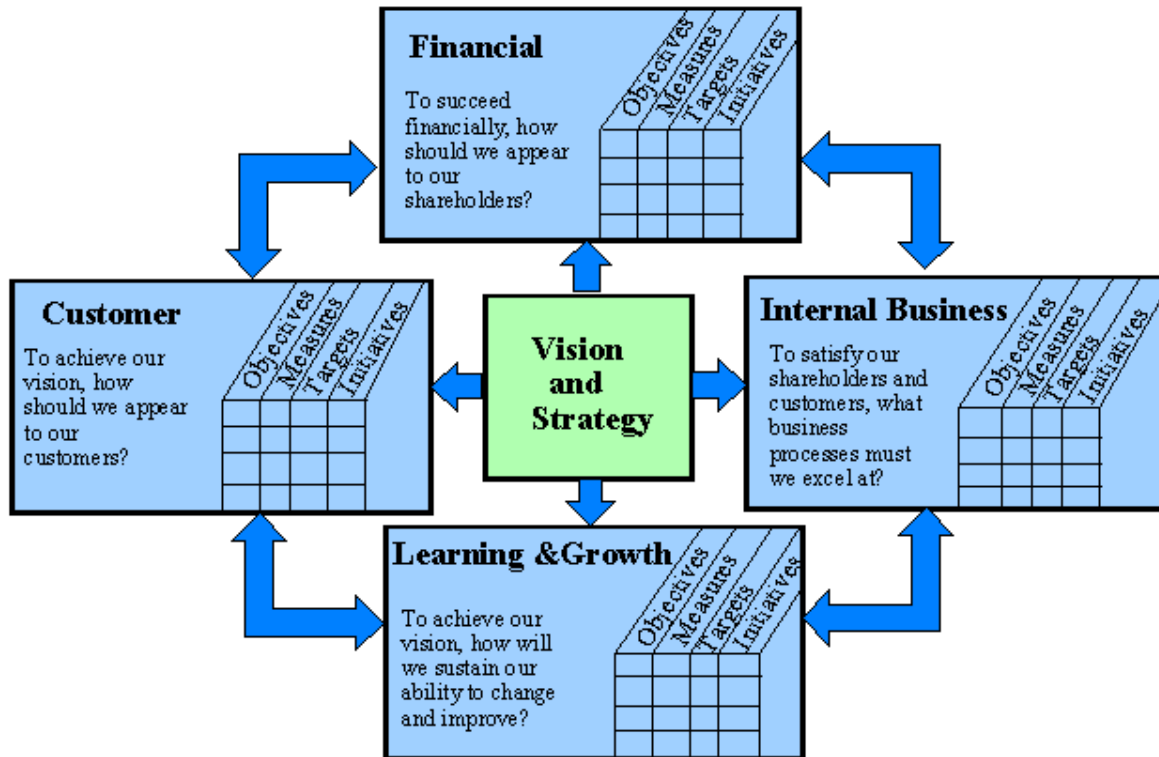 Financial
Objectives
Measures
Targets
Initiatives
To succeed
financially, how
should we appear
to our
shareholders?
Customer
Objectives
Measures
Targets
Initiatives
To achieve our
vision, how
should we appear
to our
customers?
Vision
and
Strategy
Internal Business
Objectives
Measures
Targets
Initiatives
To satisfy our
shareholders and
customers, what
business
processes must
we excel at?
Learning &Growth
Objectives
Measures
Targets
Initiatives
To achieve our
vision, how will
we sustain our
ability to change
and improve?